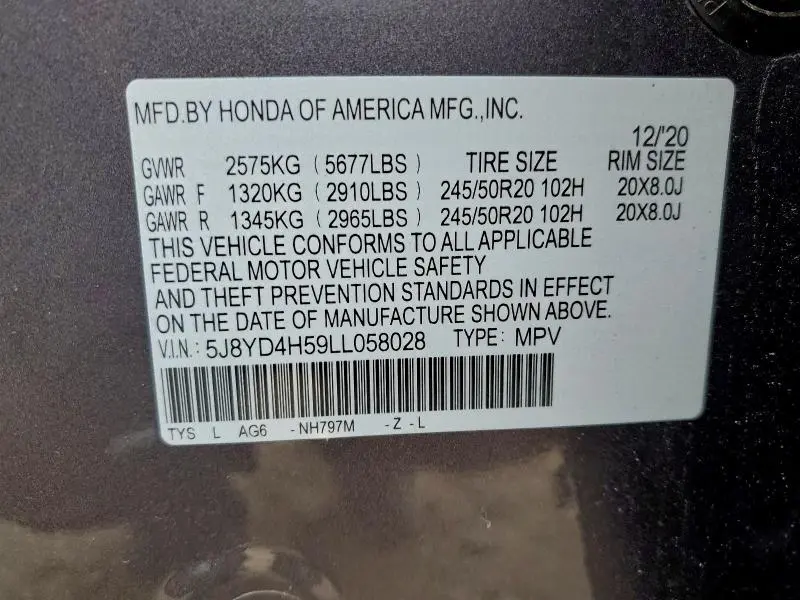 MFD.BY HONDA OF AMERICA MFG.,INC.
12/'20
GVWR 2575KG ( 5677LBS ) TIRE SIZE RIM SIZE
GAWR F 1320KG ( 2910LBS ) 245/50R20 102H 20X8.0J
GAWR R 1345KG ( 2965LBS ) 245/50R20 102H 20X8.0J
THIS VEHICLE CONFORMS TO ALL APPLICABLE
FEDERAL MOTOR VEHICLE SAFETY
AND THEFT PREVENTION STANDARDS IN EFFECT
ON THE DATE OF MANUFACTURE SHOWN ABOVE.
V.I.N.: 5J8YD4H59LL058028 TYPE: MPV
TYS L AG6 -NH797M -Z -L